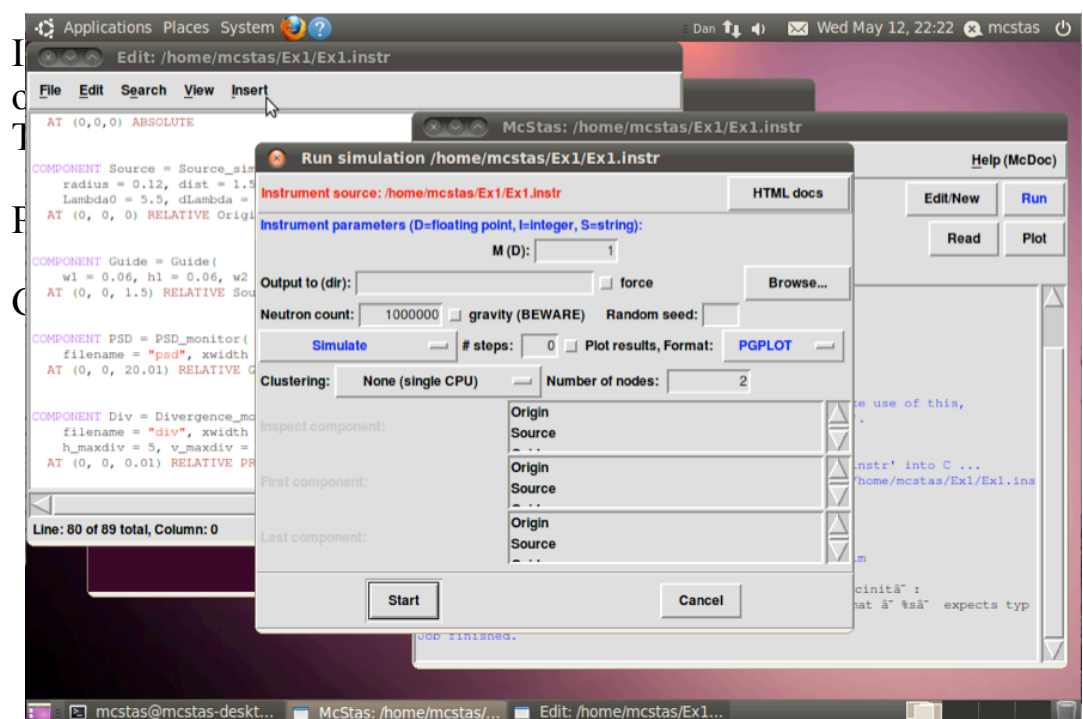 Applications Places System
Dan
Wed May 12, 22:22
mcstas
Edit: /home/mcstas/Ex1/Ex1.instr
File Edit Search View Insert
AT (0,0,0) ABSOLUTE
COMPONENT Source = Source_sim
radius = 0.12, dist = 1.5
Lambda0 = 5.5, dLambda =
AT (0, 0, 0) RELATIVE Origi
COMPONENT Guide = Guide(
w1 = 0.06, h1 = 0.06, w2
AT (0, 0, 1.5) RELATIVE Sou
COMPONENT PSD = PSD_monitor(
filename = "psd", xwidth
AT (0, 0, 20.01) RELATIVE G
COMPONENT Div = Divergence_mo
filename = "div", xwidth
h_maxdiv = 5, v_maxdiv =
AT (0, 0, 0.01) RELATIVE PR
Line: 80 of 89 total, Column: 0
McStas: /home/mcstas/Ex1/Ex1.instr
Help (McDoc)
Edit/New Run
Read Plot
Run simulation /home/mcstas/Ex1/Ex1.instr
Instrument source: /home/mcstas/Ex1/Ex1.instr
HTML docs
Instrument parameters (D=floating point, I=integer, S=string):
M (D): 1
Output to (dir): force Browse...
Neutron count: 1000000 gravity (BEWARE) Random seed:
Simulate # steps: 0 Plot results, Format: PGPLOT
Clustering: None (single CPU) Number of nodes: 2
Inspect component:
Origin
Source
First component:
Origin
Source
Last component:
Origin
Source
Start Cancel
ke use of this,
instr' into C ...
/home/mcstas/Ex1/Ex1.ins
m
cinitâ¯ :
mat â¯ %sâ¯ expects typ
Job finished.
mcstas@mcstas-deskt...
McStas: /home/mcstas/...
Edit: /home/mcstas/Ex1...